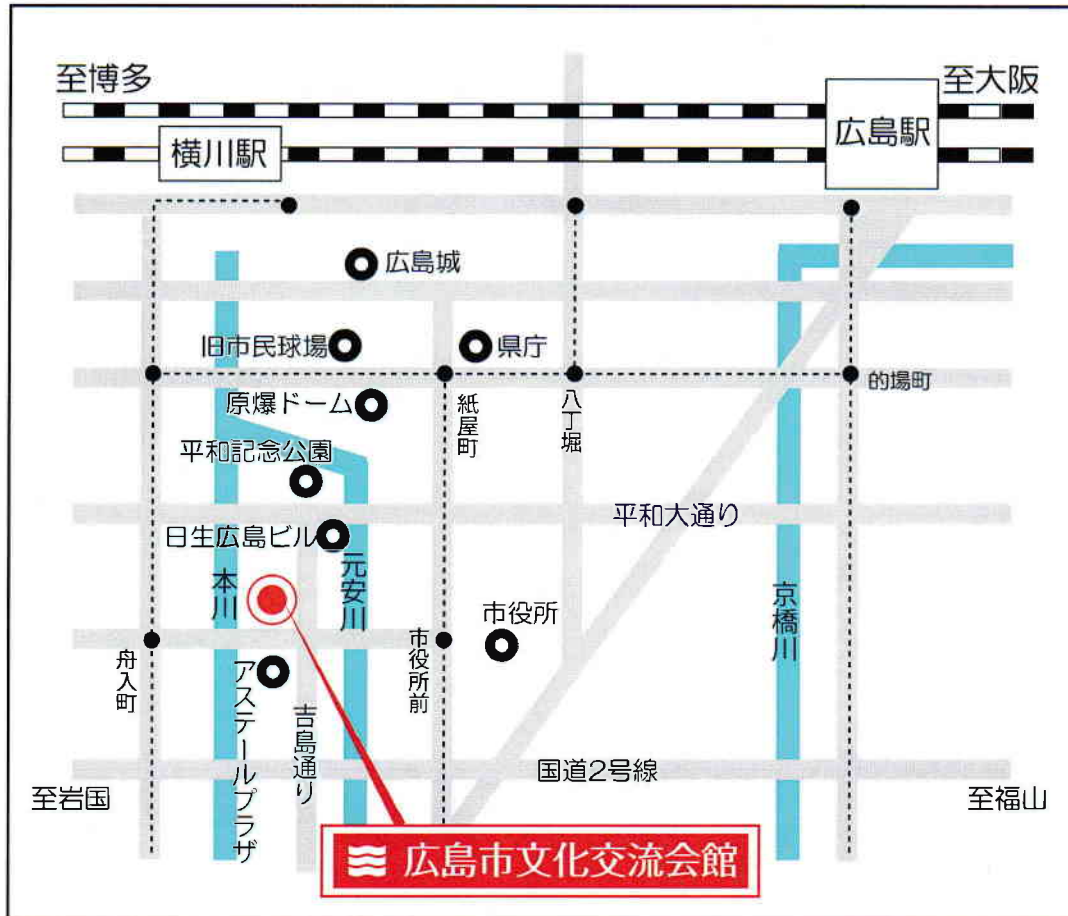 至博多
至大阪
横川駅
広島駅
広島城
旧市民球場
県庁
原爆ドーム
紙屋町
八丁堀
的場町
平和記念公園
平和大通り
日生広島ビル
本川
元安川
京橋川
市役所
舟入町
アステールプラザ
吉島通り
市役所前
国道2号線
至岩国
至福山
広島市文化交流会館